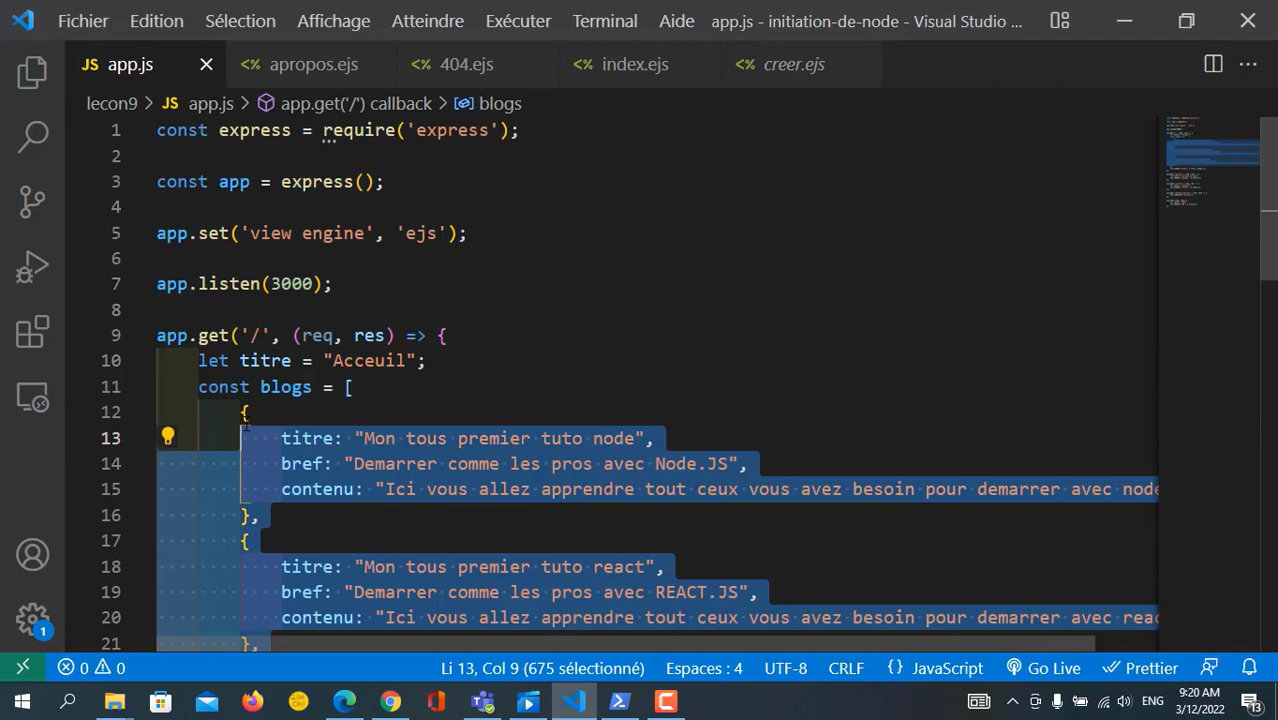 Fichier Edition Sélection Affichage Atteindre Exécuter Terminal Aide app.js - initiation-de-node - Visual Studio ...
JS app.js <% apropos.ejs <% 404.ejs <% index.ejs <% creer.ejs
lecon9 > JS app.js > app.get('/') callback > blogs
1 const express = require('express');
2
3 const app = express();
4
5 app.set('view engine', 'ejs');
6
7 app.listen(3000);
8
9 app.get('/', (req, res) => {
10 let titre = "Acceuil";
11 const blogs = [
12 {
13 titre: "Mon tous premier tuto node",
14 bref: "Demarrer comme les pros avec Node.JS",
15 contenu: "Ici vous allez apprendre tout ceux vous avez besoin pour demarrer avec node
16 },
17 {
18 titre: "Mon tous premier tuto react",
19 bref: "Demarrer comme les pros avec REACT.JS",
20 contenu: "Ici vous allez apprendre tout ceux vous avez besoin pour demarrer avec reac
21 },
1
0 0 Li 13, Col 9 (675 sélectionné) Espaces : 4 UTF-8 CRLF {} JavaScript Go Live Prettier
ENG 9:20 AM
3/12/2022 13